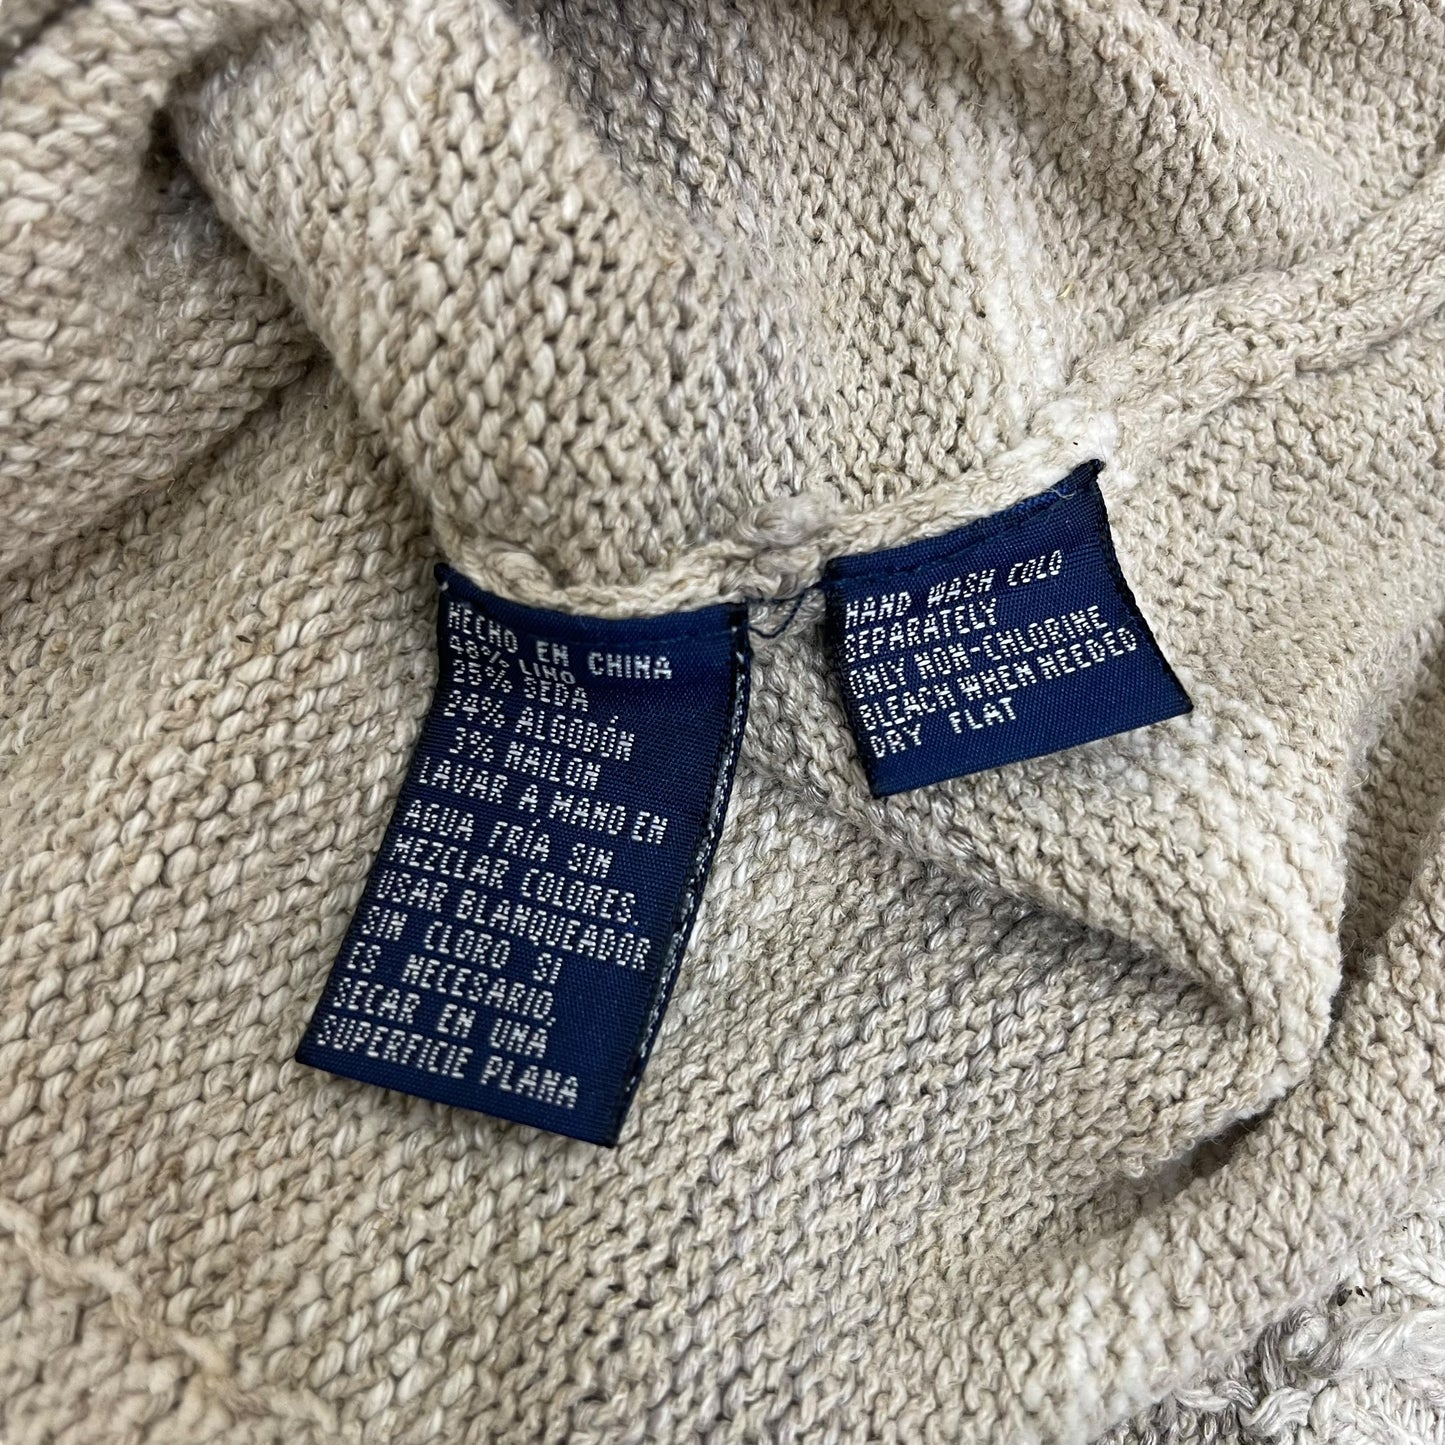 HECHO EN CHINA
48% LINO
25% SEDA
24% ALGODÓN
3% NAILON
LAVAR A MANO EN
AGUA FRÍA SIN
MEZCLAR COLORES.
USAR BLANQUEADOR
SIN CLORO SI
ES NECESARIO,
SECAR EN UNA
SUPERFICIE PLANA
HAND WASH COLD
SEPARATELY
ONLY NON-CHLORINE
BLEACH WHEN NEEDED
DRY FLAT